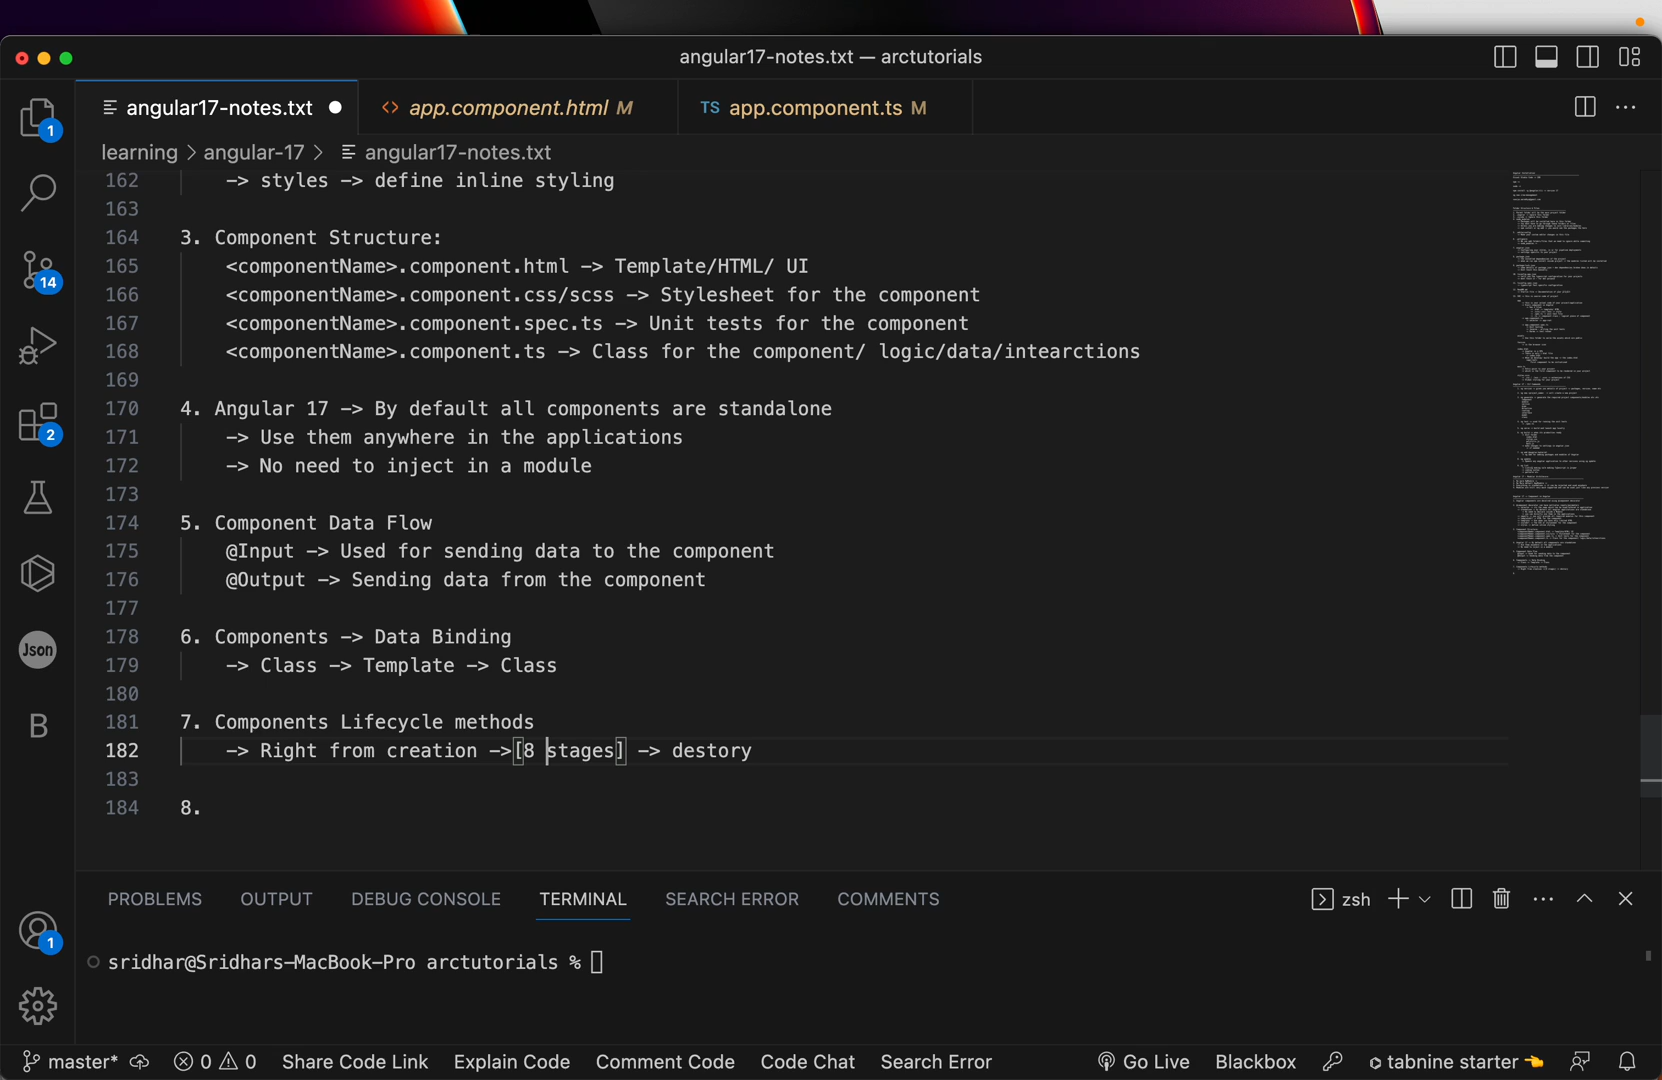 angular17-notes.txt — arctutorials
angular17-notes.txt
app.component.html M
TS app.component.ts M
learning > angular-17 > angular17-notes.txt
162 -> styles -> define inline styling
163
164 3. Component Structure:
165 <componentName>.component.html -> Template/HTML/ UI
166 <componentName>.component.css/scss -> Stylesheet for the component
167 <componentName>.component.spec.ts -> Unit tests for the component
168 <componentName>.component.ts -> Class for the component/ logic/data/intearctions
169
170 4. Angular 17 -> By default all components are standalone
171 -> Use them anywhere in the applications
172 -> No need to inject in a module
173
174 5. Component Data Flow
175 @Input -> Used for sending data to the component
176 @Output -> Sending data from the component
177
178 6. Components -> Data Binding
179 -> Class -> Template -> Class
180
181 7. Components Lifecycle methods
182 -> Right from creation ->[8 stages] -> destory
183
184 8.
1
14
2
Json
B
1
PROBLEMS OUTPUT DEBUG CONSOLE TERMINAL SEARCH ERROR COMMENTS
zsh
sridhar@Sridhars-MacBook-Pro arctutorials %
master* 0 0 Share Code Link Explain Code Comment Code Code Chat Search Error Go Live Blackbox tabnine starter